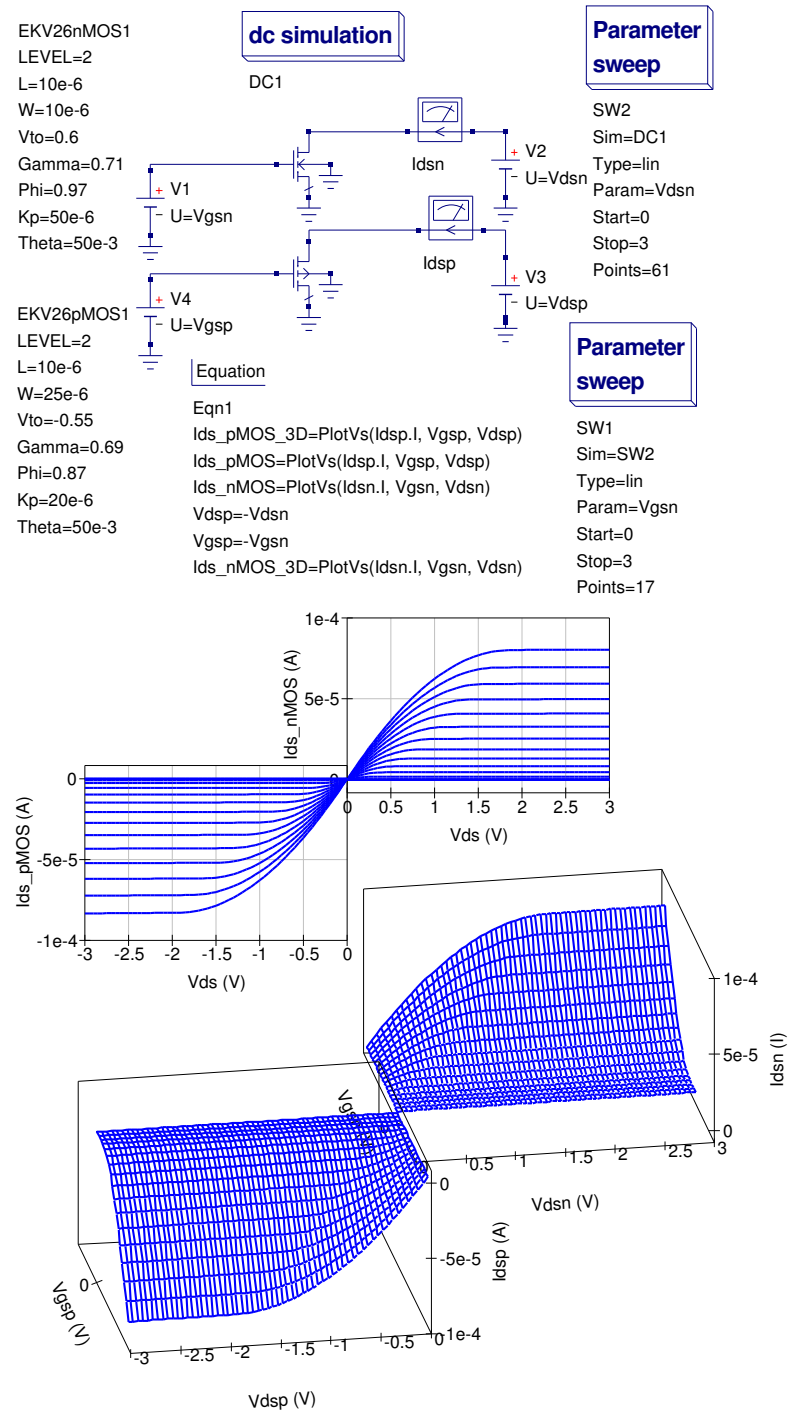 EKV26nMOS1
LEVEL=2
L=10e-6
W=10e-6
Vto=0.6
Gamma=0.71
Phi=0.97
Kp=50e-6
Theta=50e-3
dc simulation
DC1
Parameter
sweep
SW2
Sim=DC1
Type=lin
Param=Vdsn
Start=0
Stop=3
Points=61
Idsn
+ V2
- U=Vdsn
+ V1
- U=Vgsn
Idsp
+ V3
- U=Vdsp
+ V4
- U=Vgsp
EKV26pMOS1
LEVEL=2
L=10e-6
W=25e-6
Vto=-0.55
Gamma=0.69
Phi=0.87
Kp=20e-6
Theta=50e-3
Equation
Eqn1
Ids_pMOS_3D=PlotVs(Idsp.I, Vgsp, Vdsp)
Ids_pMOS=PlotVs(Idsp.I, Vgsp, Vdsp)
Ids_nMOS=PlotVs(Idsn.I, Vgsn, Vdsn)
Vdsp=-Vdsn
Vgsp=-Vgsn
Ids_nMOS_3D=PlotVs(Idsn.I, Vgsn, Vdsn)
Parameter
sweep
SW1
Sim=SW2
Type=lin
Param=Vgsn
Start=0
Stop=3
Points=17
1e-4
5e-5
0
Ids_nMOS (A)
0 0.5 1 1.5 2 2.5 3
Vds (V)
0
-5e-5
-1e-4
Ids_pMOS (A)
-3 -2.5 -2 -1.5 -1 -0.5 0
Vds (V)
1e-4
5e-5
0
Idsn (I)
0 0.5 1 1.5 2 2.5 3
Vdsn (V)
0
-5e-5
-1e-4
Idsp (A)
0
Vgsp (V)
-3 -2.5 -2 -1.5 -1 -0.5 0
Vdsp (V)